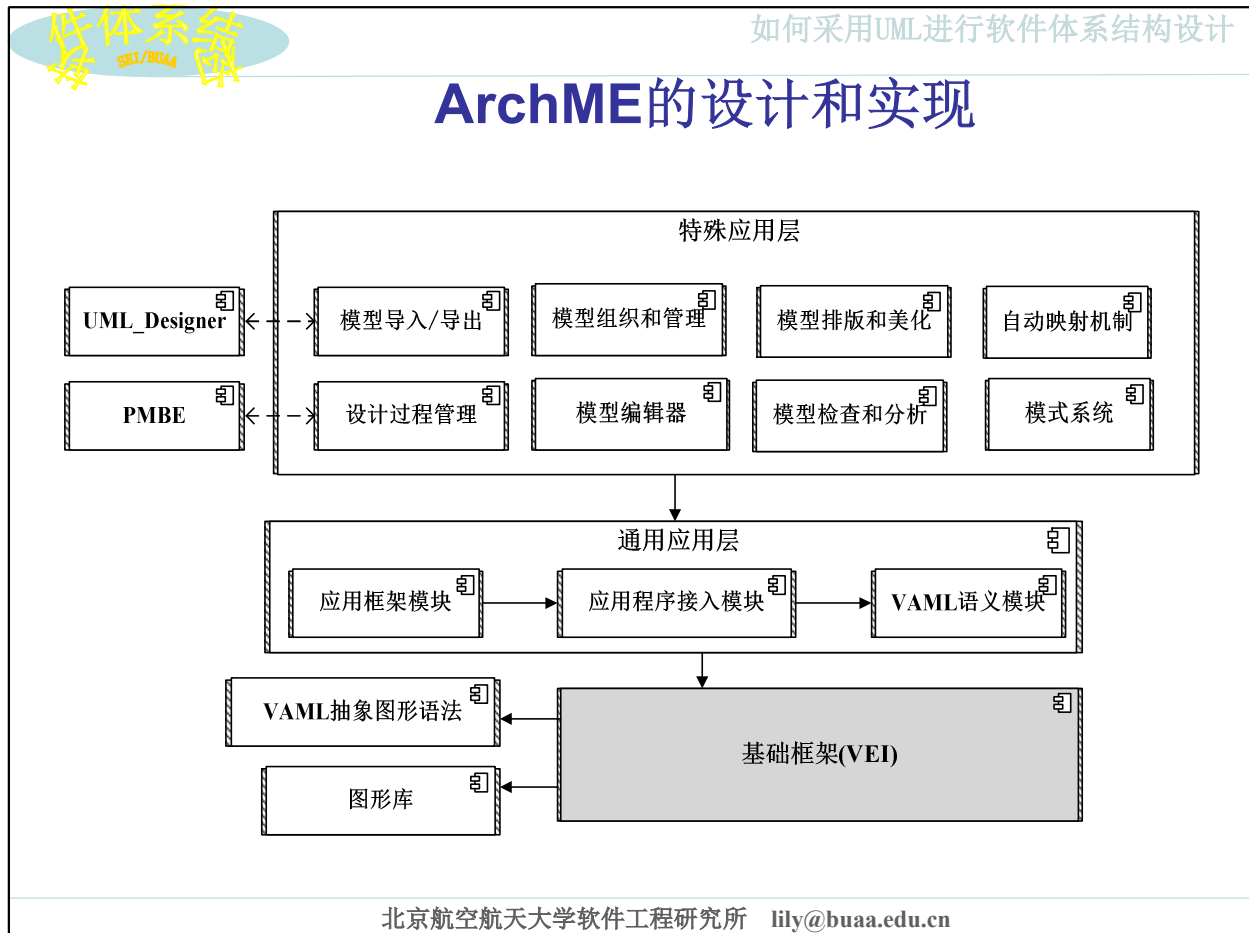 件体系结
SEI/BUAA
如何采用UML进行软件体系结构设计
ArchME的设计和实现
特殊应用层
UML_Designer
模型导入/导出
模型组织和管理
模型排版和美化
自动映射机制
PMBE
设计过程管理
模型编辑器
模型检查和分析
模式系统
通用应用层
应用框架模块
应用程序接入模块
VAML语义模块
VAML抽象图形语法
基础框架(VEI)
图形库
北京航空航天大学软件工程研究所 lily@buaa.edu.cn